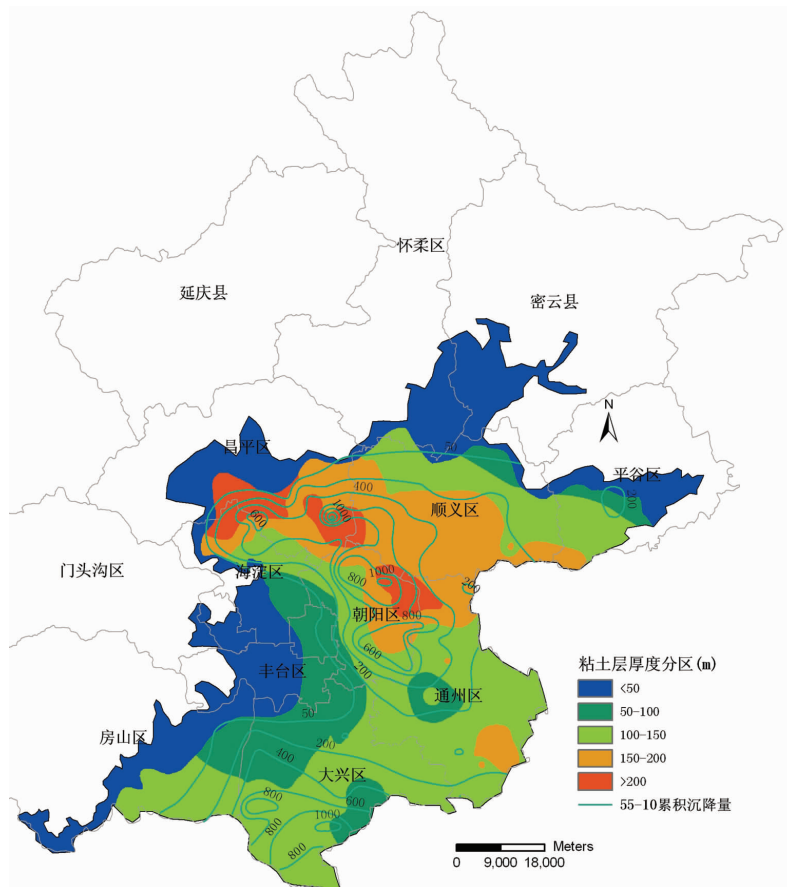 怀柔区
延庆县
密云县
N
昌平区
50
平谷区
400
300
1000
600
顺义区
门头沟区
海淀区
800
1000
200
朝阳区
800
600
丰台区
200
通州区
粘土层厚度分区(m)
<50
50-100
100-150
150-200
>200
55-10累积沉降量
50
房山区
200
400
大兴区
800
600
1000
800
800
Meters
0 9,000 18,000